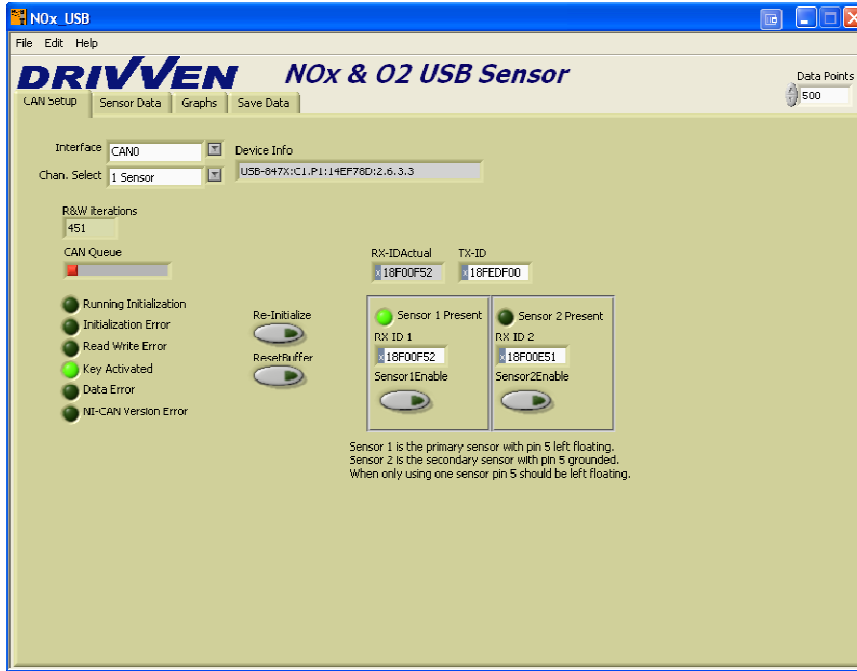 NOx USB
File Edit Help
DRIVVEN NOx & O2 USB Sensor
Data Points
500
CAN Setup Sensor Data Graphs Save Data
Interface CAN0
Device Info
Chan. Select 1 Sensor
USB-847X:C1.P1:14EF78D:2.6.3.3
R&W iterations
451
CAN Queue
RX-IDActual TX-ID
x 18F00F52 x 18FEDF00
Running Initialization
Initialization Error
Read Write Error
Key Activated
Data Error
NI-CAN Version Error
Re-Initialize
ResetBuffer
Sensor 1 Present
RX ID 1
x 18F00F52
Sensor1Enable
Sensor 2 Present
RX ID 2
x 18F00E51
Sensor2Enable
Sensor 1 is the primary sensor with pin 5 left floating.
Sensor 2 is the secondary sensor with pin 5 grounded.
When only using one sensor pin 5 should be left floating.